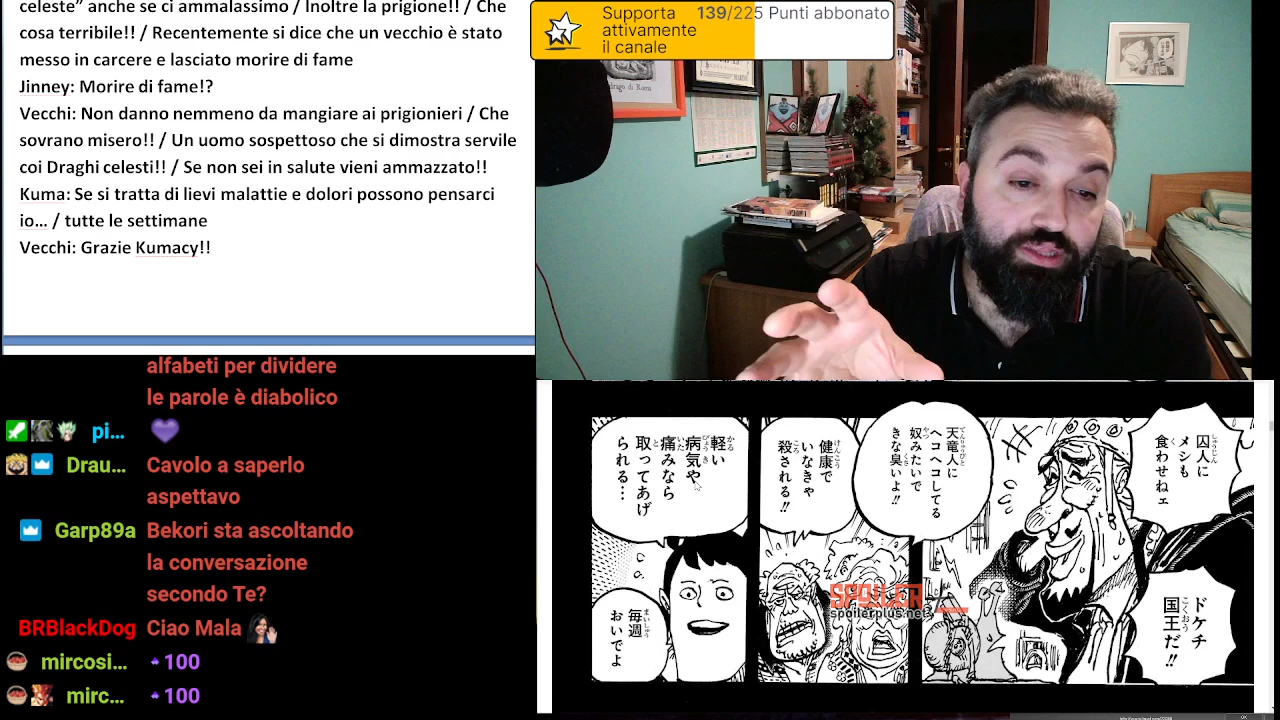 celeste” anche se ci ammalassimo / Inoltre la prigione!! / Che
cosa terribile!! / Recentemente si dice che un vecchio è stato
messo in carcere e lasciato morire di fame
Jinney: Morire di fame!?
Vecchi: Non danno nemmeno da mangiare ai prigionieri / Che
sovrano misero!! / Un uomo sospettoso che si dimostra servile
coi Draghi celesti!! / Se non sei in salute vieni ammazzato!!
Kuma: Se si tratta di lievi malattie e dolori possono pensarci
io... / tutte le settimane
Vecchi: Grazie Kumacy!!
Supporta
attivamente
il canale
139/225 Punti abbonato
alfabeti per dividere
le parole è diabolico
pi...
Drau... Cavolo a saperlo
aspettavo
Garp89a Bekori sta ascoltando
la conversazione
secondo Te?
BRBlackDog Ciao Mala
mircosi... 100
mirc... 100
囚人に
メシも
食わせねェ
ドケチ
国王だ!!
天竜人に
ヘコヘコしてる
奴みたいで
きな臭いよ!!
健康で
いなきゃ
殺される!!
軽い
病気や
痛みなら
取ってあげ
られる…
毎週
おいでよ
SPOILER
spoilerplus.net